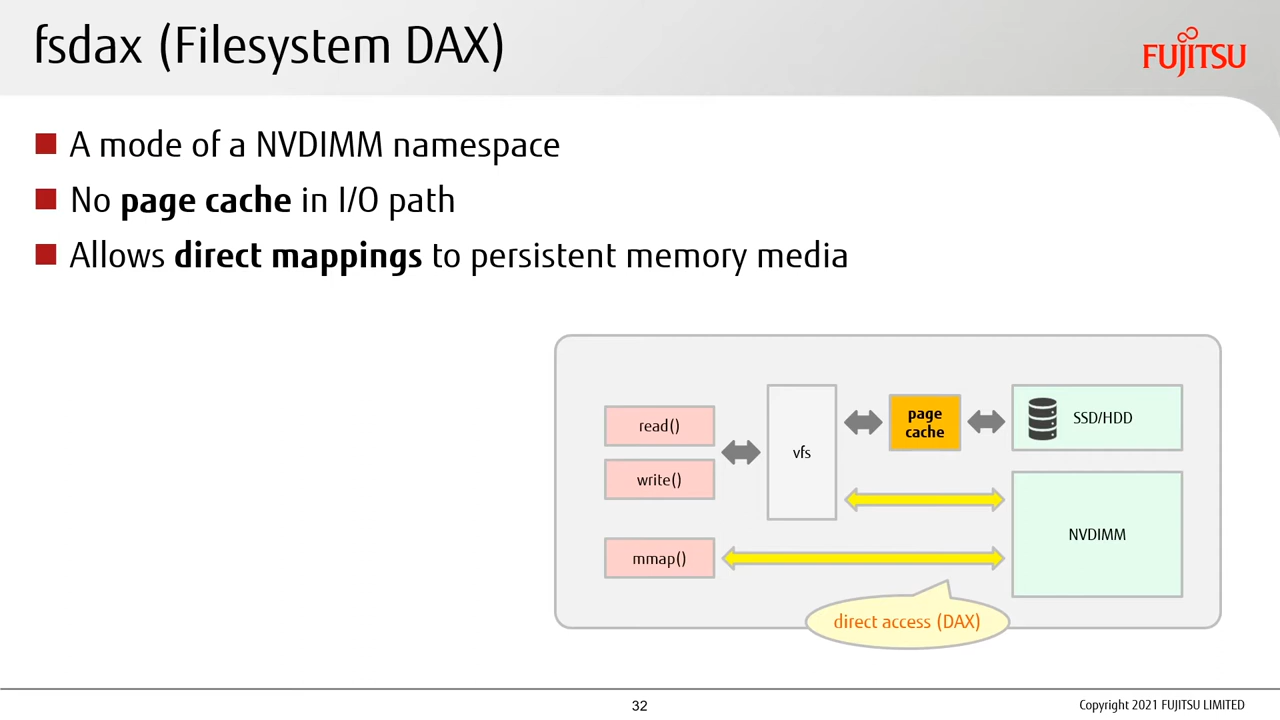 fsdax (Filesystem DAX)
FUJITSU
A mode of a NVDIMM namespace
No page cache in I/O path
Allows direct mappings to persistent memory media
read()
write()
mmap()
vfs
page
cache
SSD/HDD
NVDIMM
direct access (DAX)
32
Copyright 2021 FUJITSU LIMITED